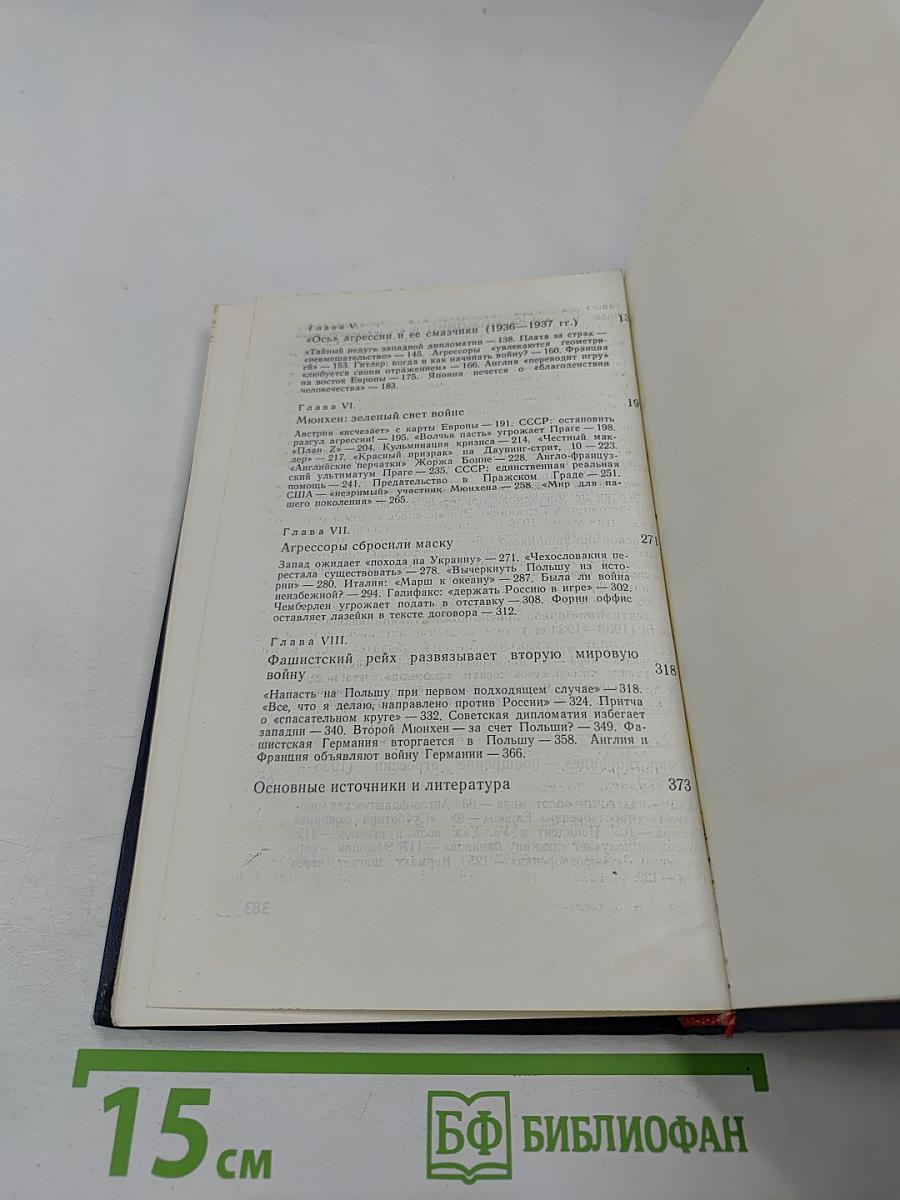 Глава V.
«Ось» агрессии и ее смазчики (1936—1937 гг.) 13
«Тайный недуг» западной дипломатии — 138. Плата за страх —
«невмешательство» — 145. Агрессоры «увлекаются геометри-
ей» — 153. Гитлер: когда и как начинать войну? — 160. Франция
«любуется своим отражением» — 166. Англия «переводит игру»
на восток Европы — 175. Япония печется о «благоденствии
человечества» — 183.
Глава VI.
Мюнхен: зеленый свет войне 19
Австрия «исчезает» с карты Европы — 191. СССР: остановить
разгул агрессии! — 195. «Волчья пасть» угрожает Праге — 198.
«План Z» — 204. Кульминация кризиса — 214. «Честный мак-
лер» — 217. «Красный призрак» на Даунинг-стрит, 10 — 223.
«Английские перчатки» Жоржа Бонне — 228. Англо-француз-
ский ультиматум Праге — 235. СССР: единственная реальная
помощь — 241. Предательство в Пражском Граде — 251.
США — «незримый» участник Мюнхена — 258. «Мир для на-
шего поколения» — 265.
Глава VII.
Агрессоры сбросили маску 271
Запад ожидает «похода на Украину» — 271. «Чехословакия пе-
рестала существовать» — 278. «Вычеркнуть Польшу из исто-
рии» — 280. Италия: «Марш к океану» — 287. Была ли война
неизбежной? — 294. Галифакс: «держать Россию в игре» — 302.
Чемберлен угрожает подать в отставку — 308. Форин оффис
оставляет лазейки в тексте договора — 312.
Глава VIII.
Фашистский рейх развязывает вторую мировую
войну 318
«Напасть на Польшу при первом подходящем случае» — 318.
«Все, что я делаю, направлено против России» — 324. Притча
о «спасательном круге» — 332. Советская дипломатия избегает
западни — 340. Второй Мюнхен — за счет Польши? — 349. Фа-
шистская Германия вторгается в Польшу — 358. Англия и
Франция объявляют войну Германии — 366.
Основные источники и литература 373
383
15 см
БФ БИБЛИОФАН